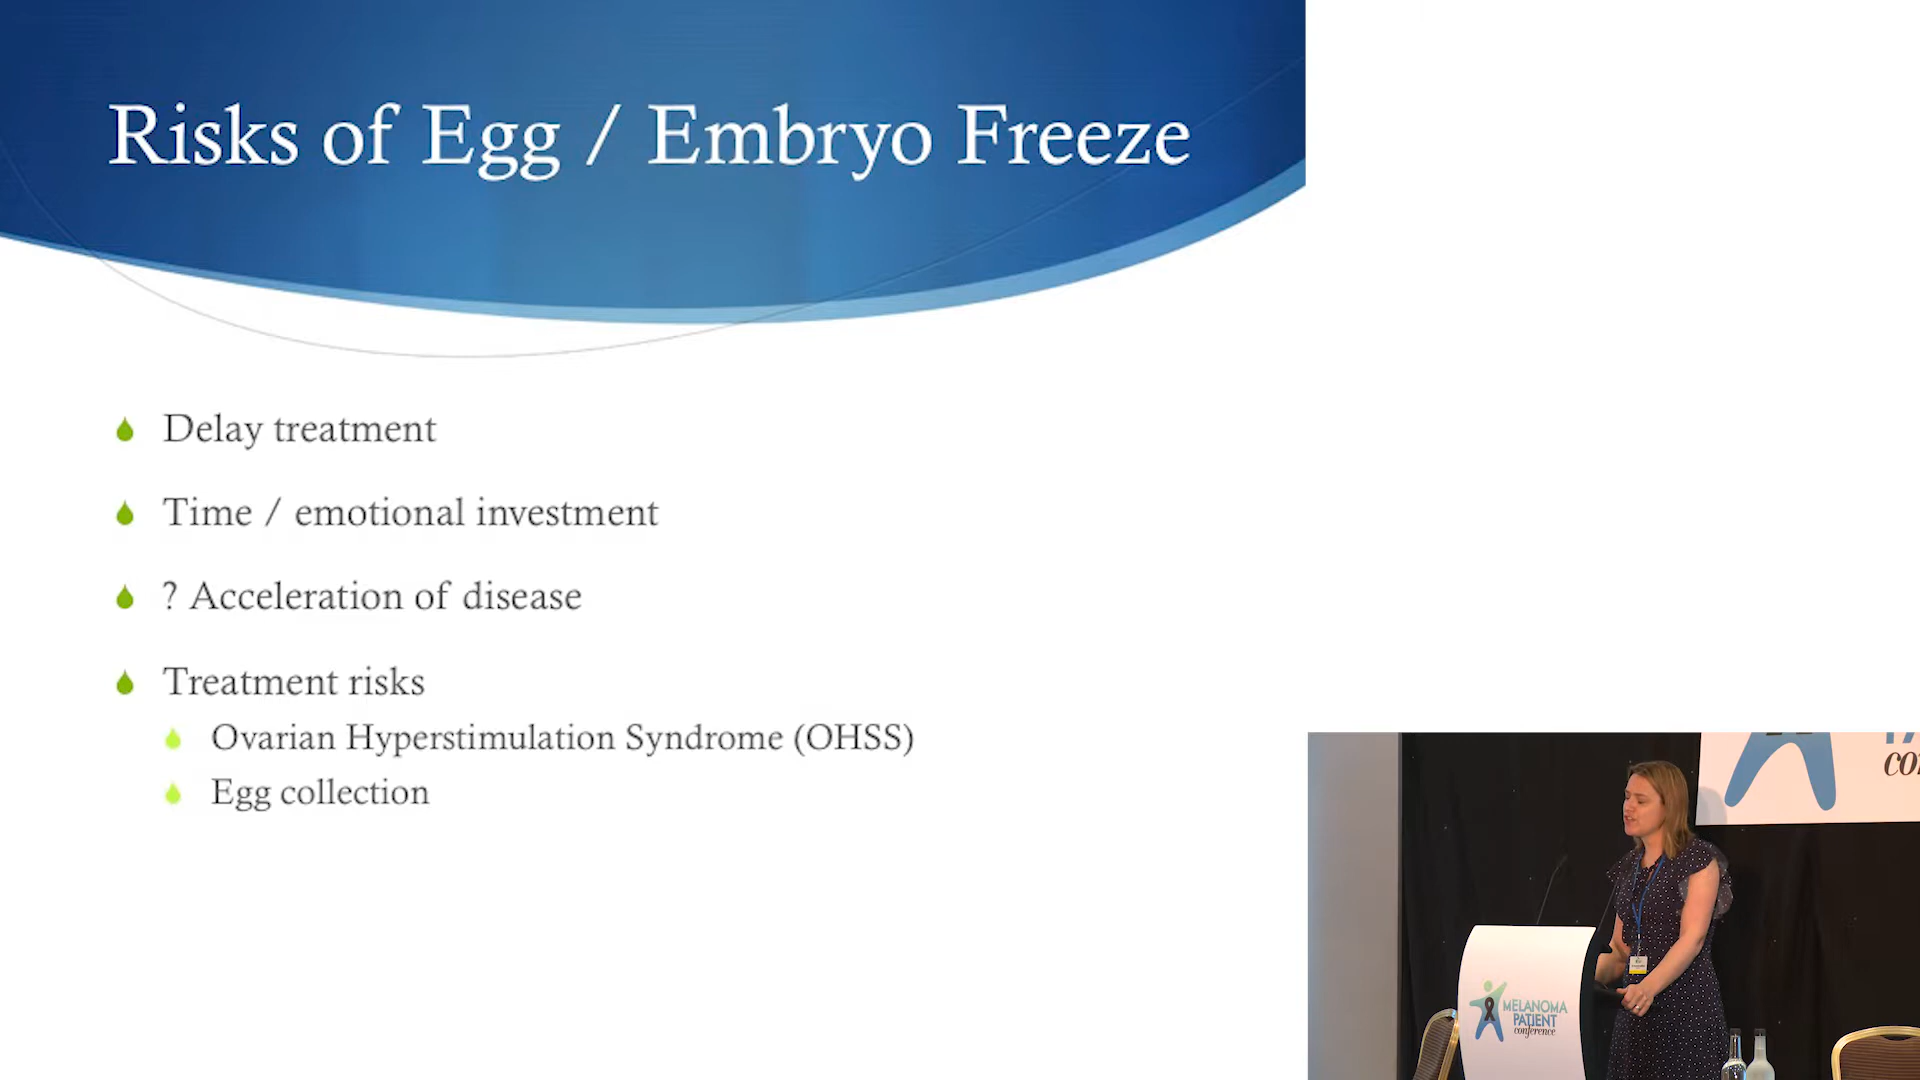 Risks of Egg / Embryo Freeze
Delay treatment
Time / emotional investment
? Acceleration of disease
Treatment risks
Ovarian Hyperstimulation Syndrome (OHSS)
Egg collection
MELANOMA
PATIENT
conference